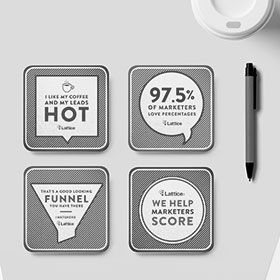 I LIKE MY COFFEE
AND MY LEADS
HOT
Lattice
97.5%
OF MARKETERS
LOVE PERCENTAGES
Lattice
THAT'S A GOOD LOOKING
FUNNEL
YOU HAVE THERE
Lattice
WE HELP
MARKETERS
SCORE